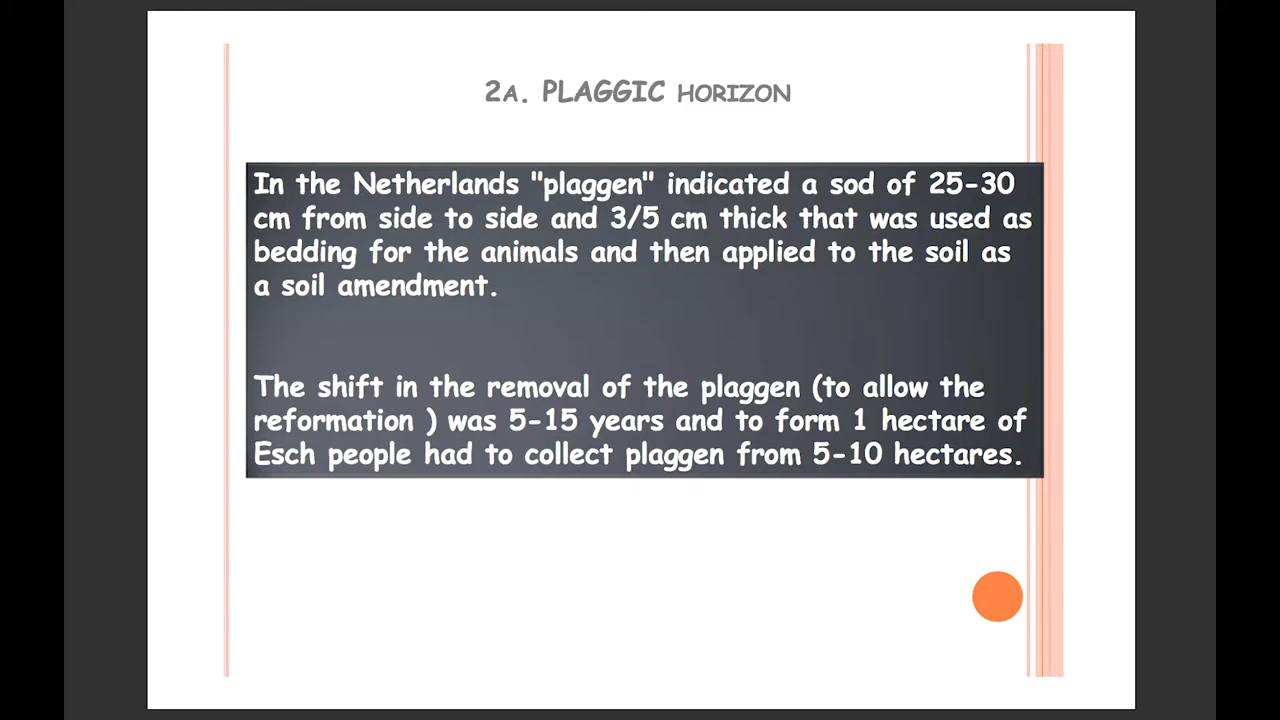 2A. PLAGGIC HORIZON
In the Netherlands "plaggen" indicated a sod of 25-30
cm from side to side and 3/5 cm thick that was used as
bedding for the animals and then applied to the soil as
a soil amendment.
The shift in the removal of the plaggen (to allow the
reformation ) was 5-15 years and to form 1 hectare of
Esch people had to collect plaggen from 5-10 hectares.